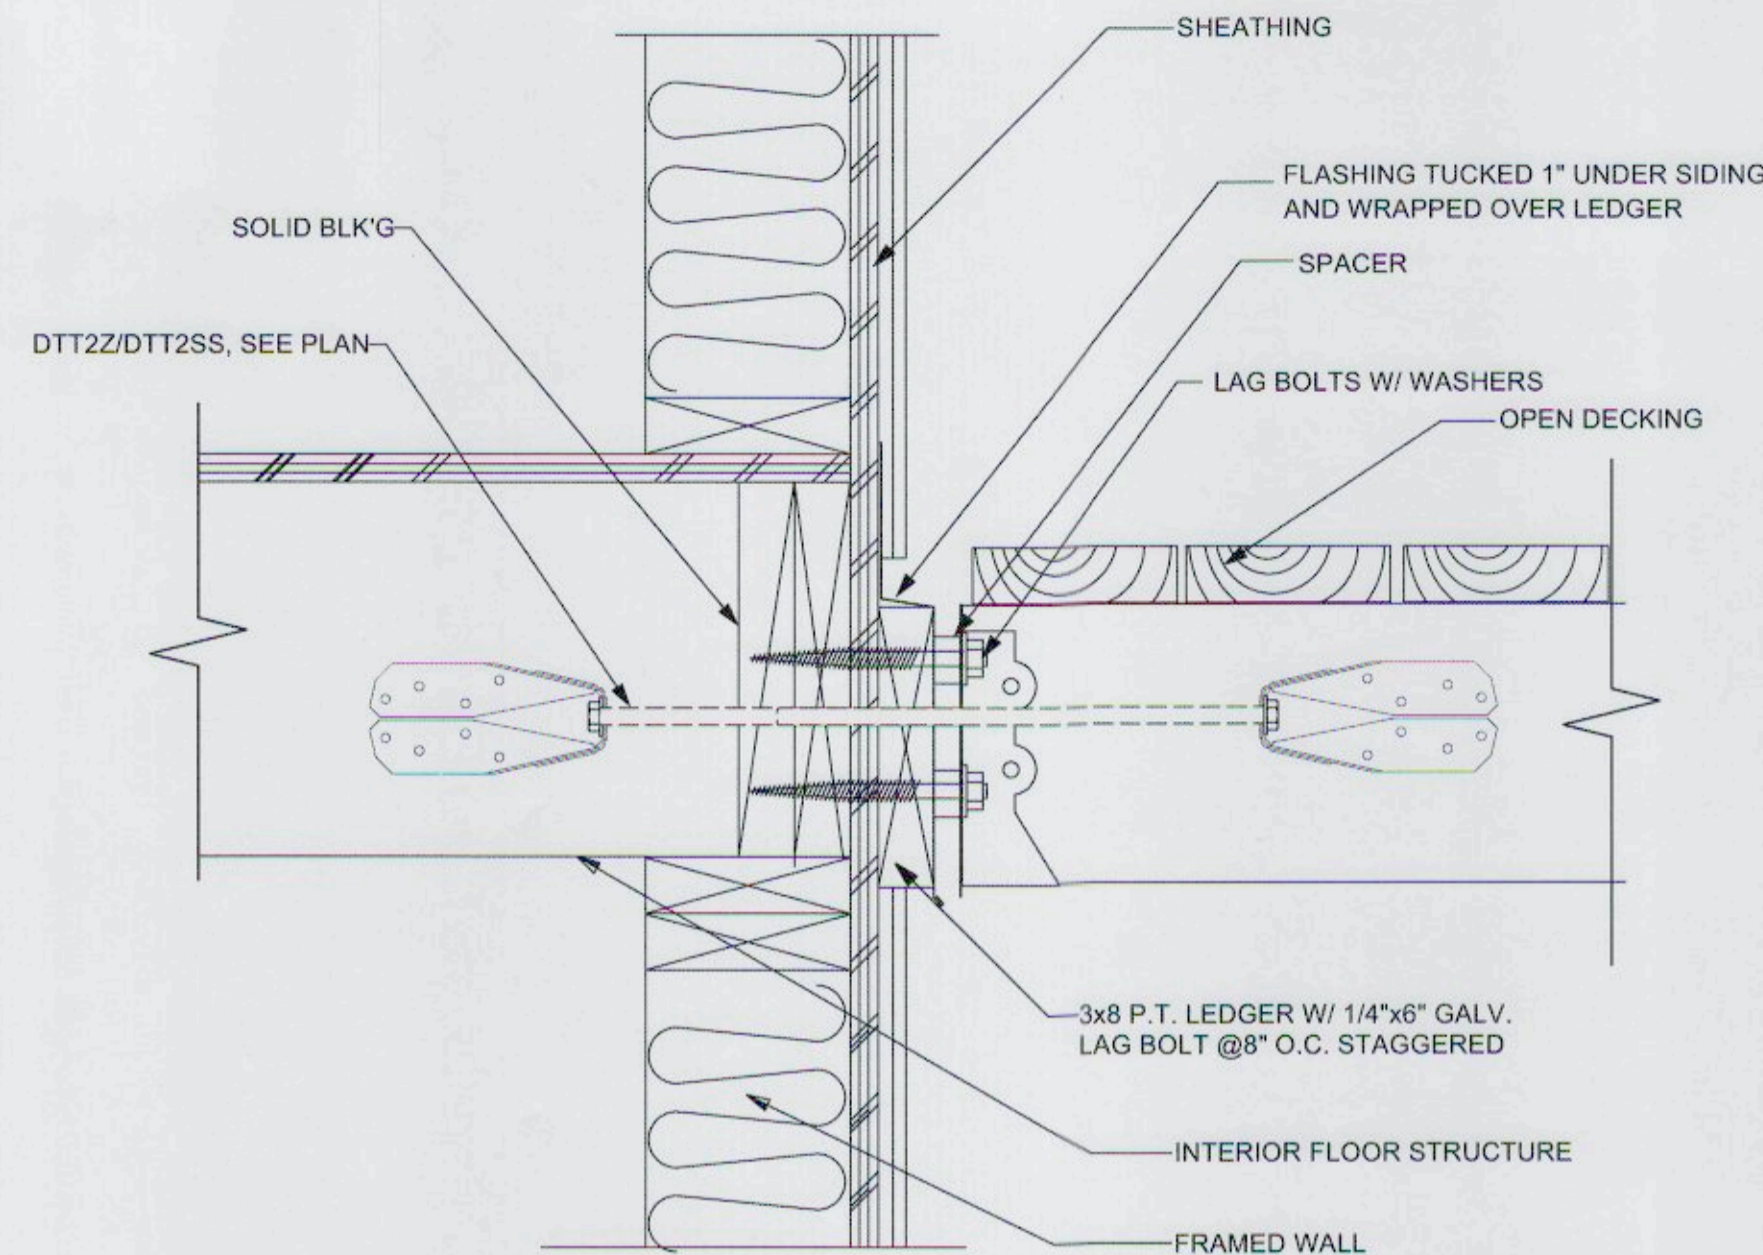 SHEATHING
FLASHING TUCKED 1" UNDER SIDING
AND WRAPPED OVER LEDGER
SOLID BLK'G
SPACER
DTT2Z/DTT2SS, SEE PLAN
LAG BOLTS W/ WASHERS
OPEN DECKING
3x8 P.T. LEDGER W/ 1/4"x6" GALV.
LAG BOLT @8" O.C. STAGGERED
INTERIOR FLOOR STRUCTURE
FRAMED WALL